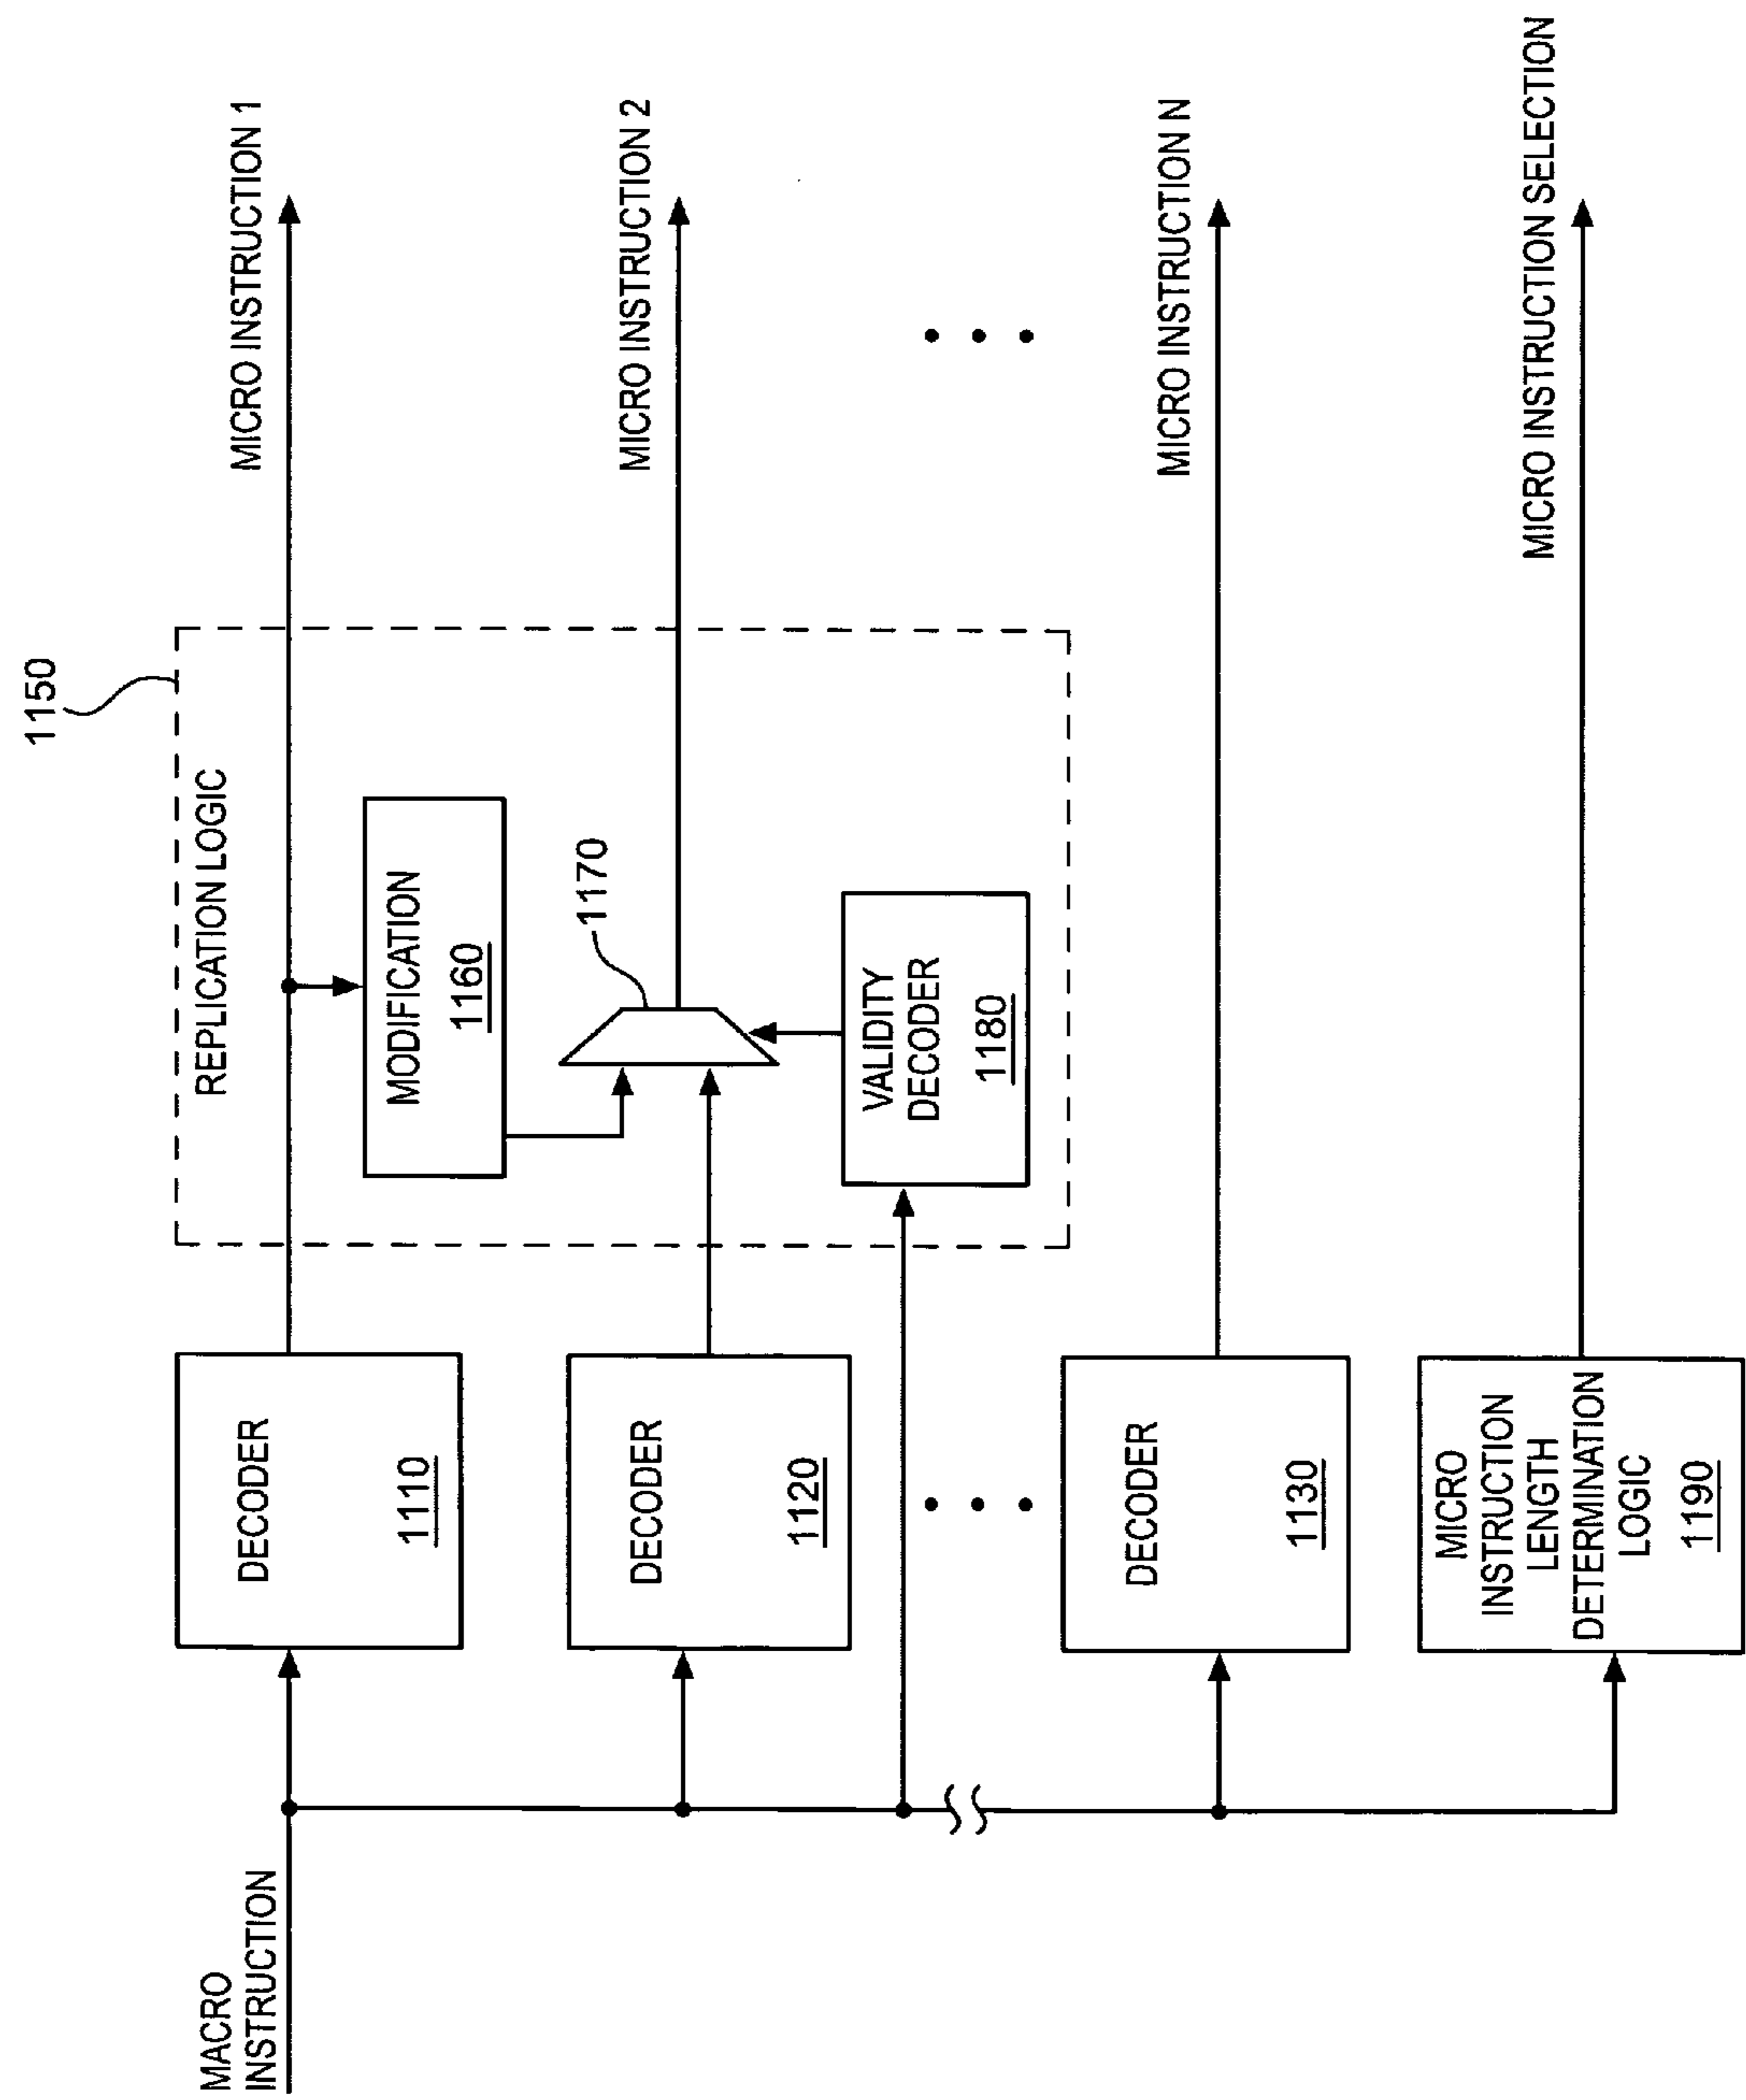 MACRO
INSTRUCTION
DECODER
1110
DECODER
1120
DECODER
1130
MICRO
INSTRUCTION
LENGTH
DETERMINATION
LOGIC
1190
1150
REPLICATION LOGIC
MODIFICATION
1160
1170
VALIDITY
DECODER
1180
MICRO INSTRUCTION 1
MICRO INSTRUCTION 2
MICRO INSTRUCTION N
MICRO INSTRUCTION SELECTION